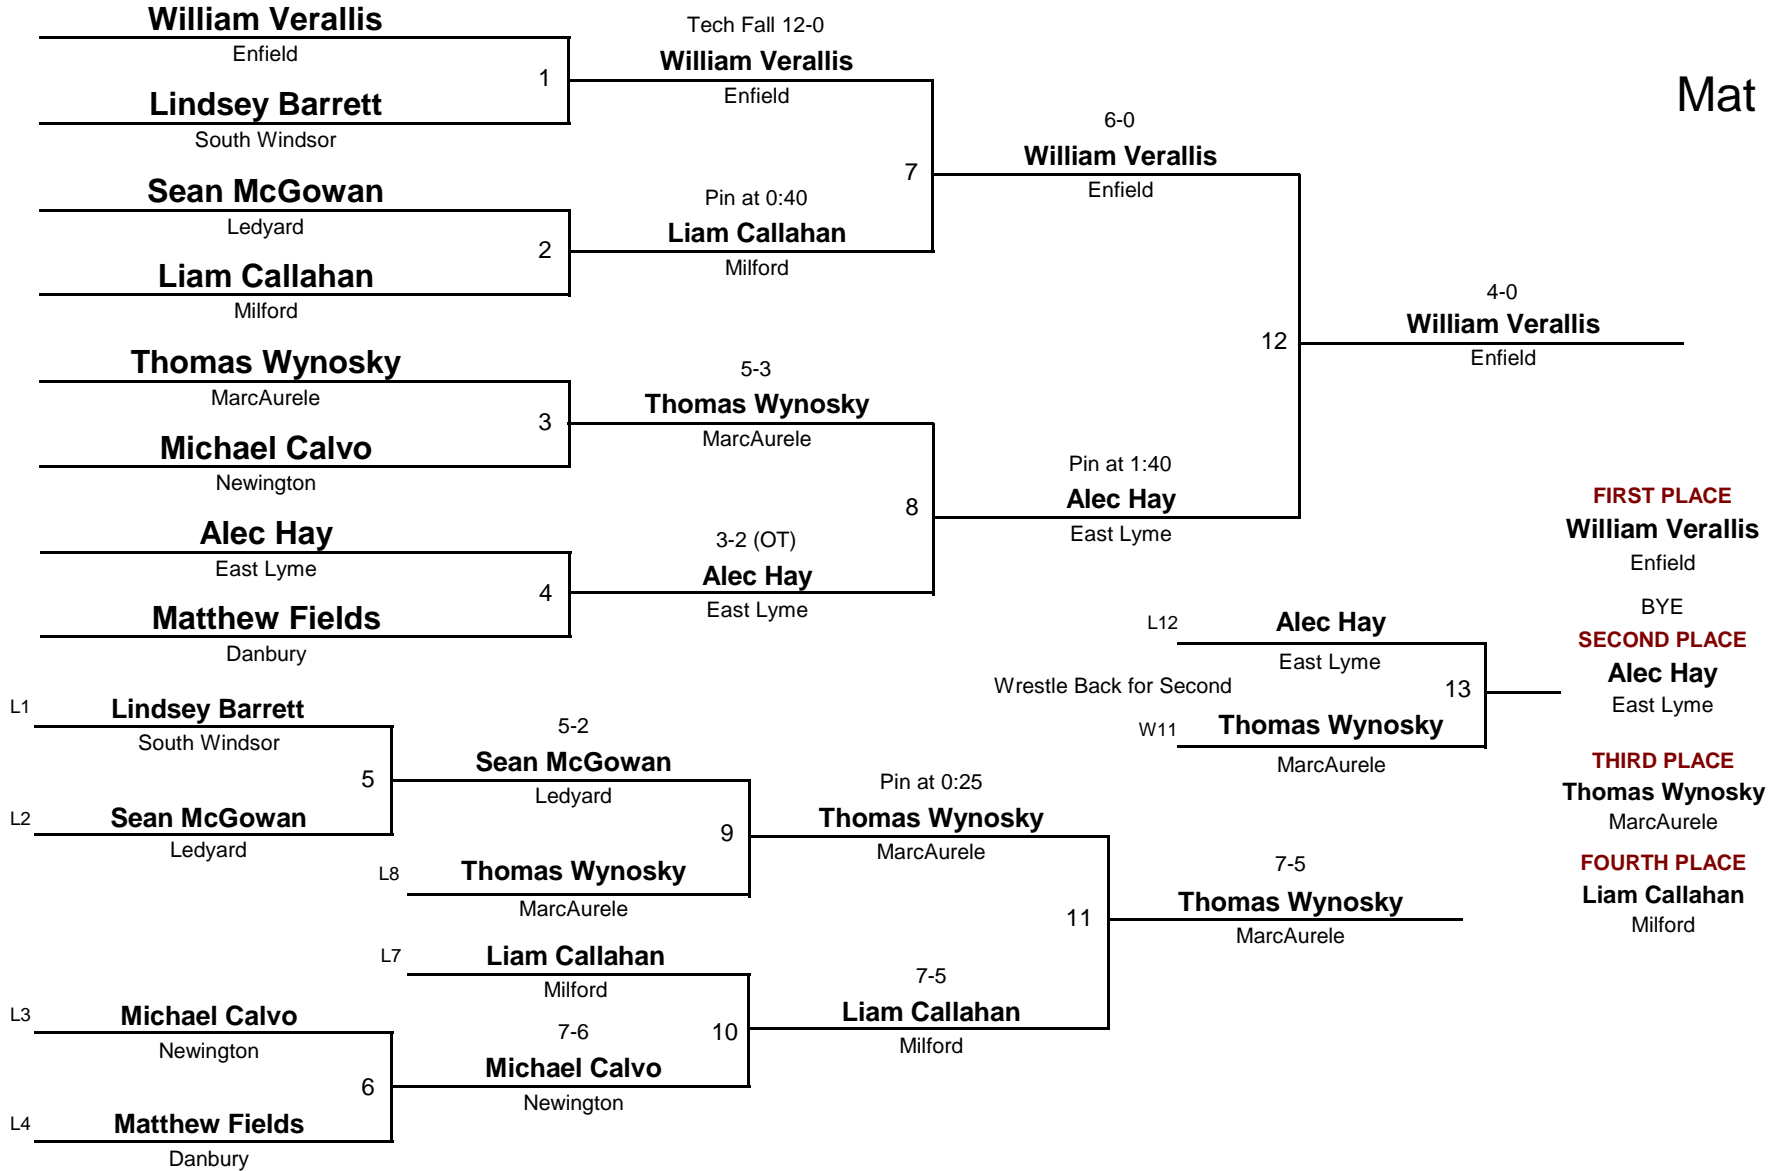 William Verallis
Enfield
1
Lindsey Barrett
South Windsor
Sean McGowan
Ledyard
2
Liam Callahan
Milford
Thomas Wynosky
MarcAurele
3
Michael Calvo
Newington
Alec Hay
East Lyme
4
Matthew Fields
Danbury
Tech Fall 12-0
William Verallis
Enfield
7
Pin at 0:40
Liam Callahan
Milford
5-3
Thomas Wynosky
MarcAurele
8
3-2 (OT)
Alec Hay
East Lyme
6-0
William Verallis
Enfield
12
Pin at 1:40
Alec Hay
East Lyme
Mat
4-0
William Verallis
Enfield
L1
Lindsey Barrett
South Windsor
5
L2
Sean McGowan
Ledyard
L3
Michael Calvo
Newington
6
L4
Matthew Fields
Danbury
5-2
Sean McGowan
Ledyard
9
L8
Thomas Wynosky
MarcAurele
L7
Liam Callahan
Milford
10
7-6
Michael Calvo
Newington
Pin at 0:25
Thomas Wynosky
MarcAurele
11
7-5
Liam Callahan
Milford
7-5
Thomas Wynosky
MarcAurele
L12
Alec Hay
East Lyme
Wrestle Back for Second
13
W11
Thomas Wynosky
MarcAurele
FIRST PLACE
William Verallis
Enfield
BYE
SECOND PLACE
Alec Hay
East Lyme
THIRD PLACE
Thomas Wynosky
MarcAurele
FOURTH PLACE
Liam Callahan
Milford